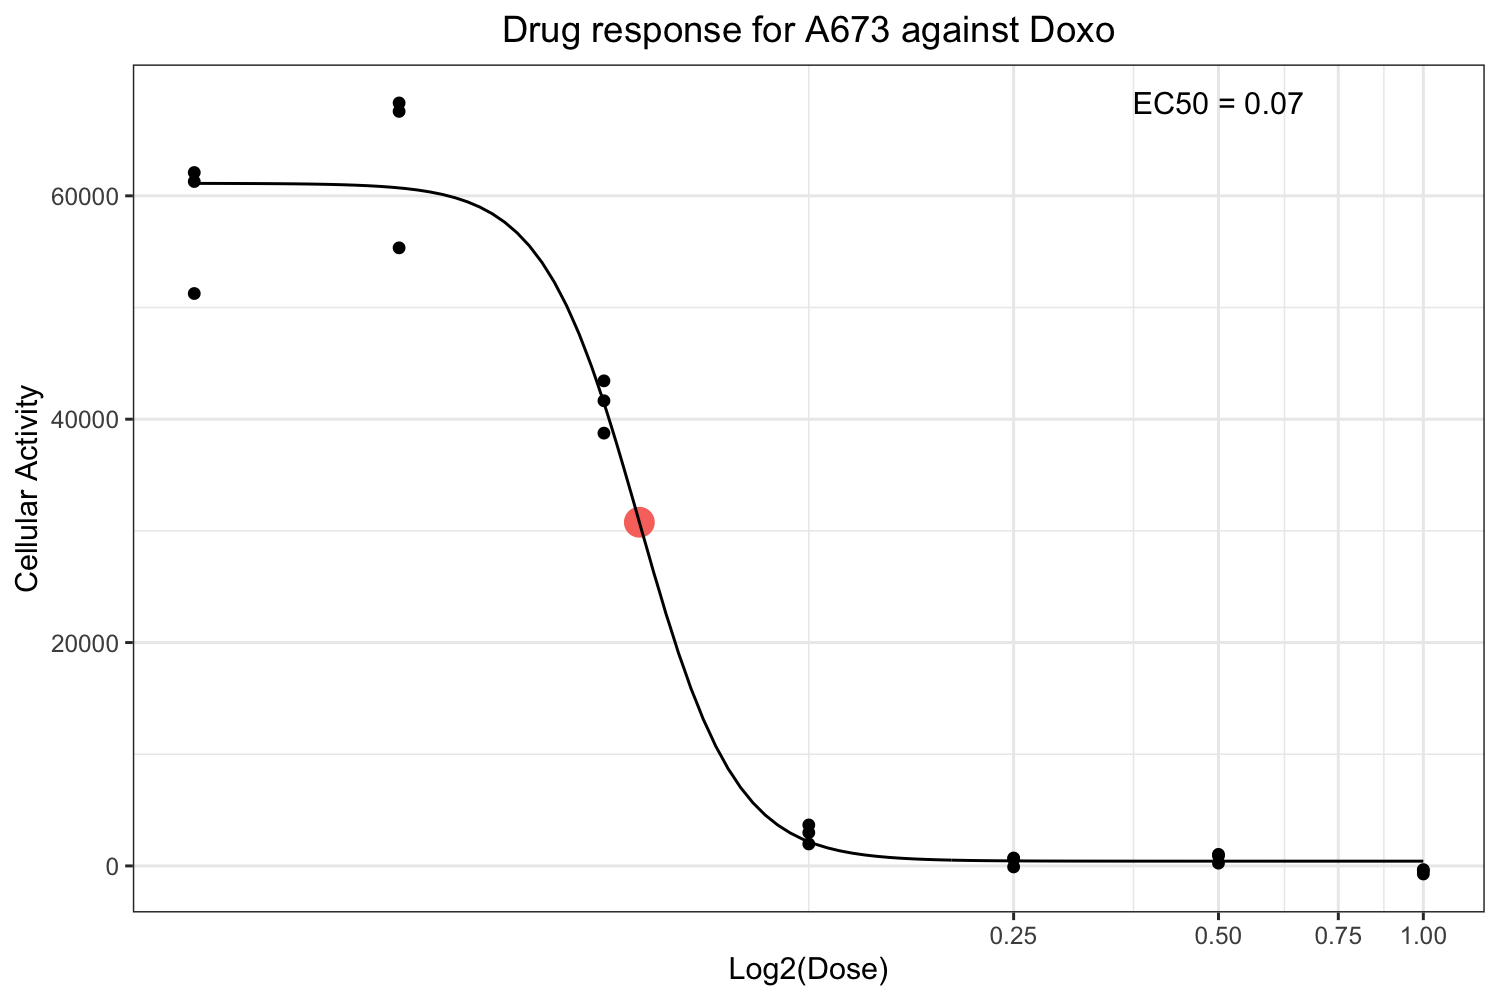 Drug response for A673 against Doxo
EC50 = 0.07
60000
40000
20000
0
Cellular Activity
0.25 0.50 0.75 1.00
Log2(Dose)